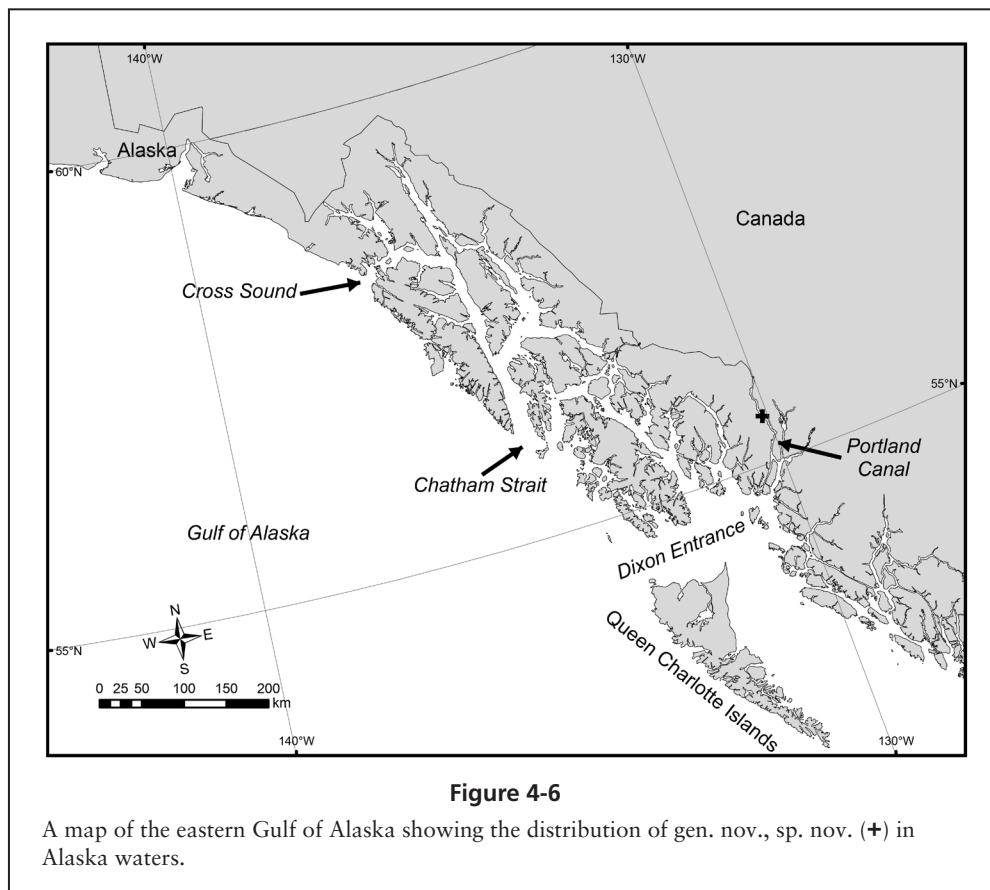 140°W
130°W
Alaska
60°N
Canada
Cross Sound
55°N
Portland
Canal
Chatham Strait
Gulf of Alaska
Dixon Entrance
N
W E
S
55°N
Queen Charlotte Islands
0 25 50 100 150 200
km
140°W
130°W
Figure 4-6
A map of the eastern Gulf of Alaska showing the distribution of gen. nov., sp. nov. (+) in
Alaska waters.